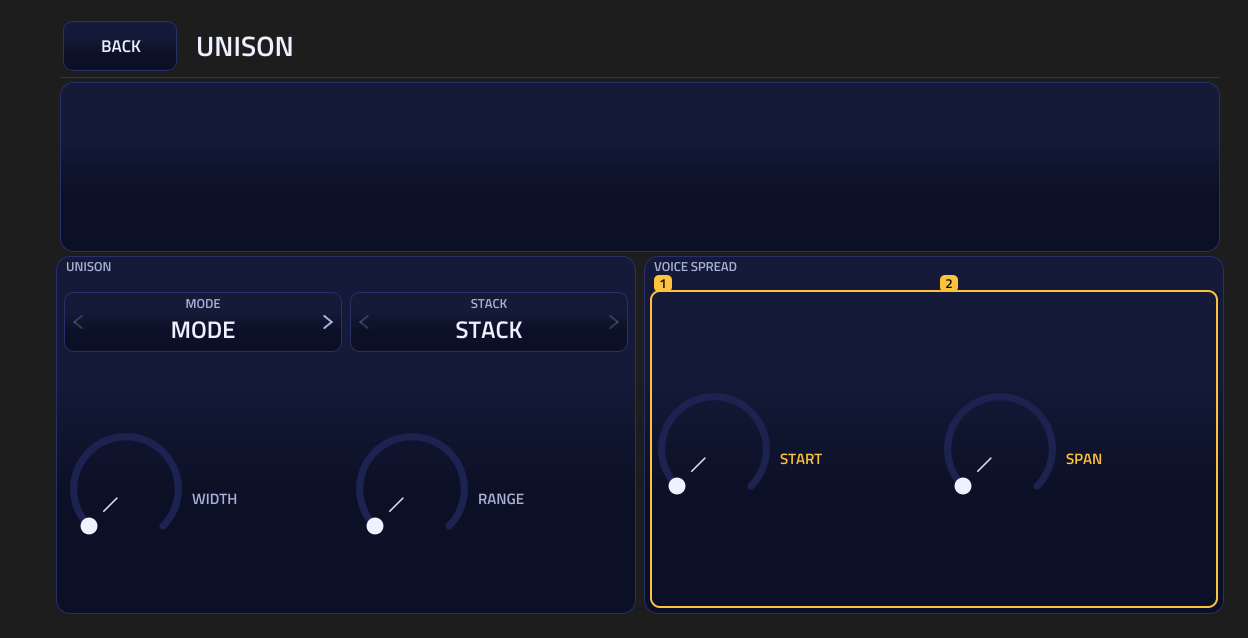 BACK
UNISON
UNISON
MODE
MODE
STACK
STACK
WIDTH
RANGE
VOICE SPREAD
1
2
START
SPAN